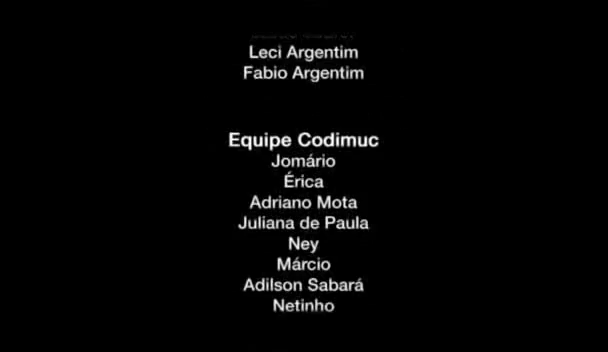 Leci Argentim
Fabio Argentim
Equipe Codimuc
Jomário
Érica
Adriano Mota
Juliana de Paula
Ney
Márcio
Adilson Sabará
Netinho